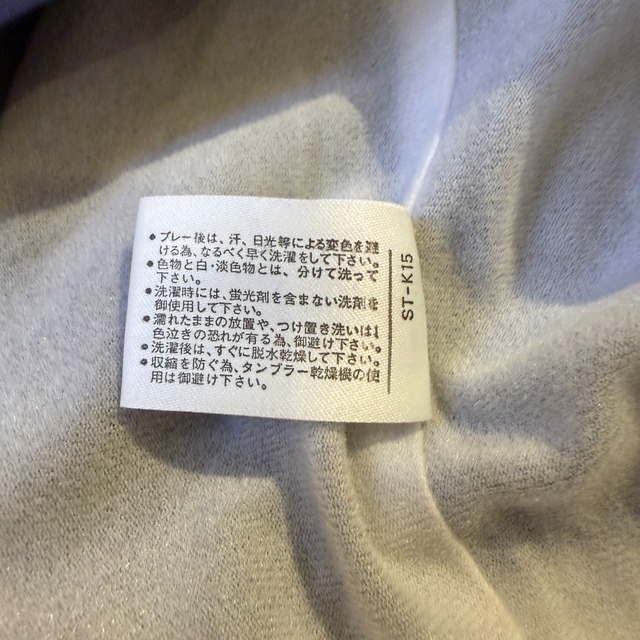 • プレー後は、汗、日光等による変色を避
ける為、なるべく早く洗濯をして下さい。
• 色物と白・淡色物とは、分けて洗って
下さい。
• 洗濯時には、蛍光剤を含まない洗剤を
御使用して下さい。
• 濡れたままの放置や、つけ置き洗いは
色泣きの恐れが有る為、御避け下さい。
• 洗濯後は、すぐに脱水乾燥して下さい。
• 収縮を防ぐ為、タンブラー乾燥機の使
用は御避け下さい。
ST-K15